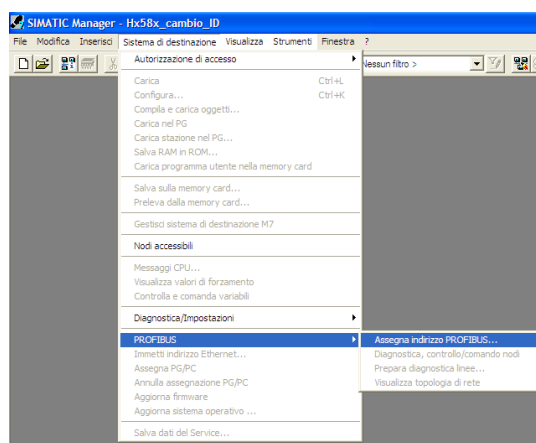 SIMATIC Manager - Hx58x_cambio_ID
File Modifica Inserisci Sistema di destinazione Visualizza Strumenti Finestra ?
Nessun filtro >
Autorizzazione di accesso
Carica Ctrl+L
Configura... Ctrl+K
Compila e carica oggetti...
Carica nel PG
Carica stazione nel PG...
Salva RAM in ROM...
Carica programma utente nella memory card
Salva sulla memory card...
Preleva dalla memory card...
Gestisci sistema di destinazione M7
Nodi accessibili
Messaggi CPU...
Visualizza valori di forzamento
Controlla e comanda variabili
Diagnostica/Impostazioni
PROFIBUS
Assegna indirizzo PROFIBUS...
Immetti indirizzo Ethernet...
Diagnostica, controllo/comando nodi
Assegna PG/PC
Prepara diagnostica linee...
Annulla assegnazione PG/PC
Visualizza topologia di rete
Aggiorna firmware
Aggiorna sistema operativo ...
Salva dati del Service...